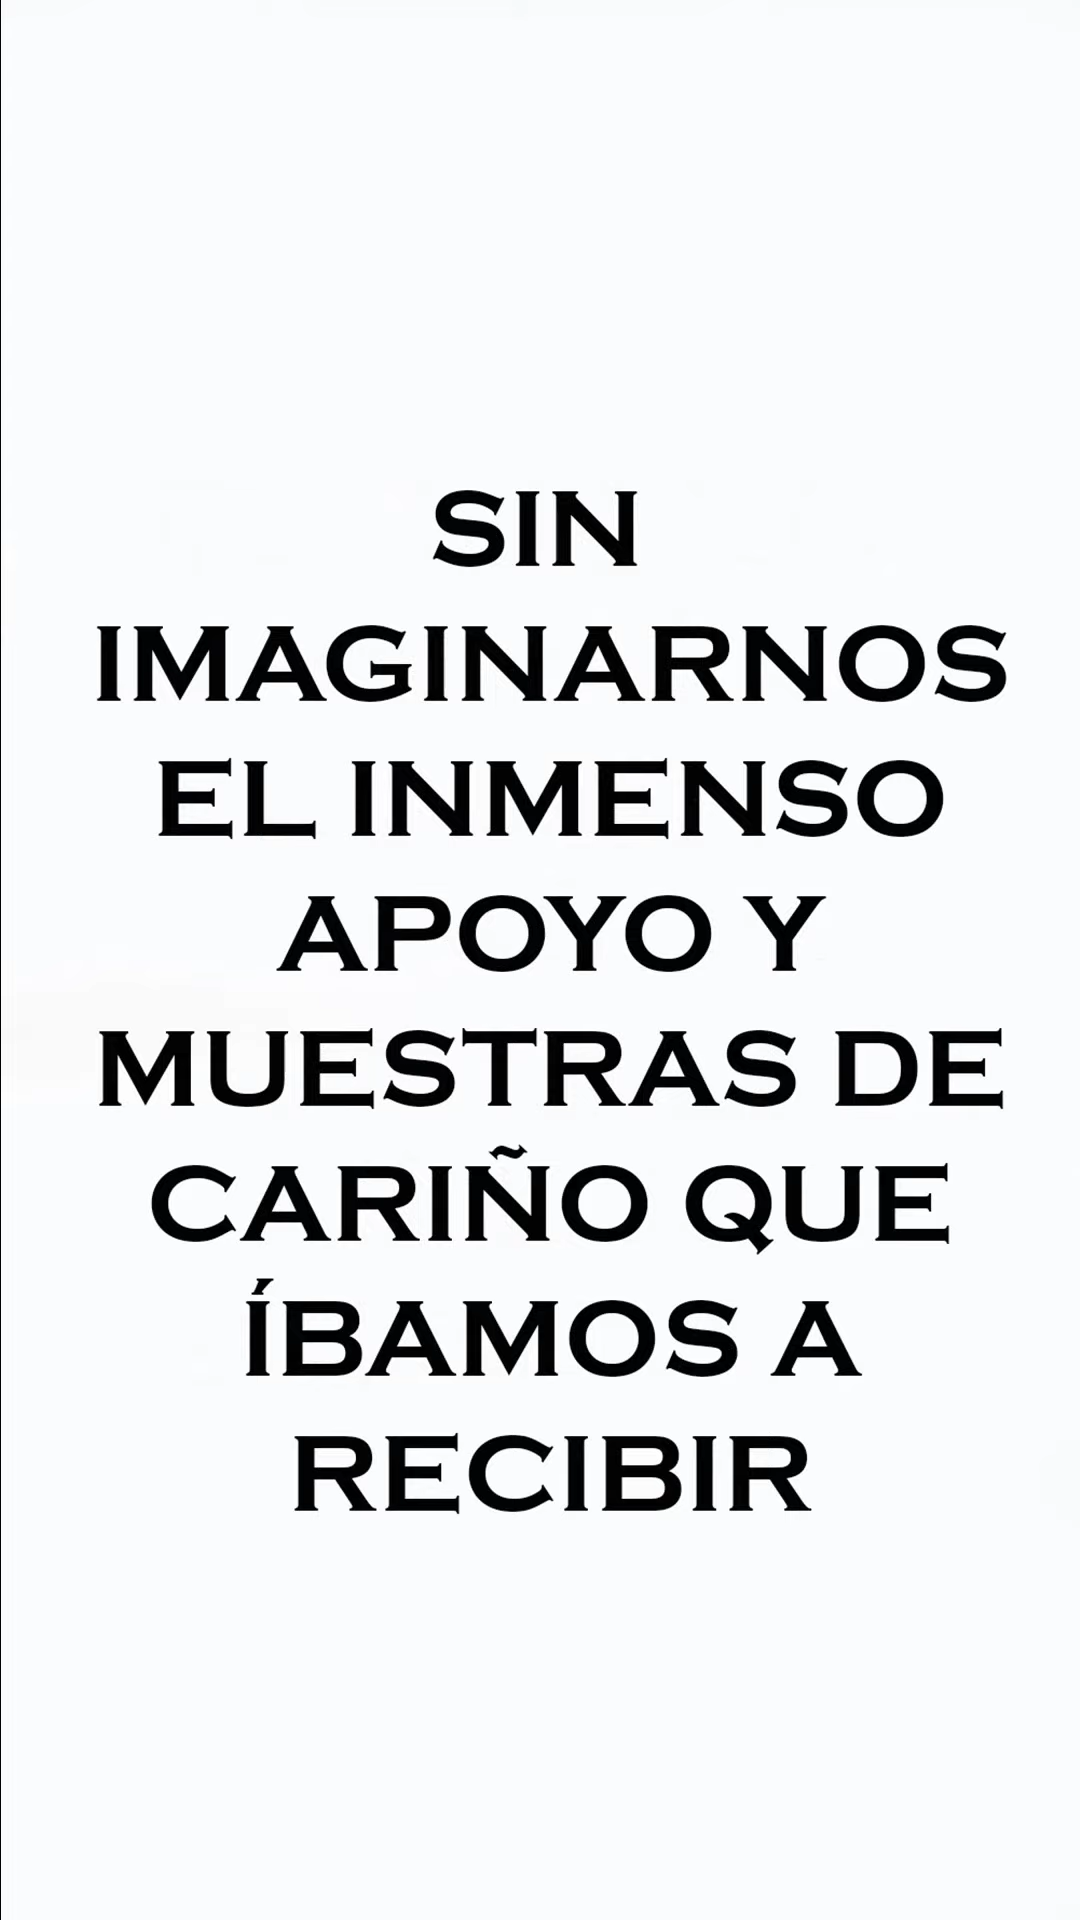 SIN
IMAGINARNOS
EL INMENSO
APOYO Y
MUESTRAS DE
CARIÑO QUE
ÍBAMOS A
RECIBIR